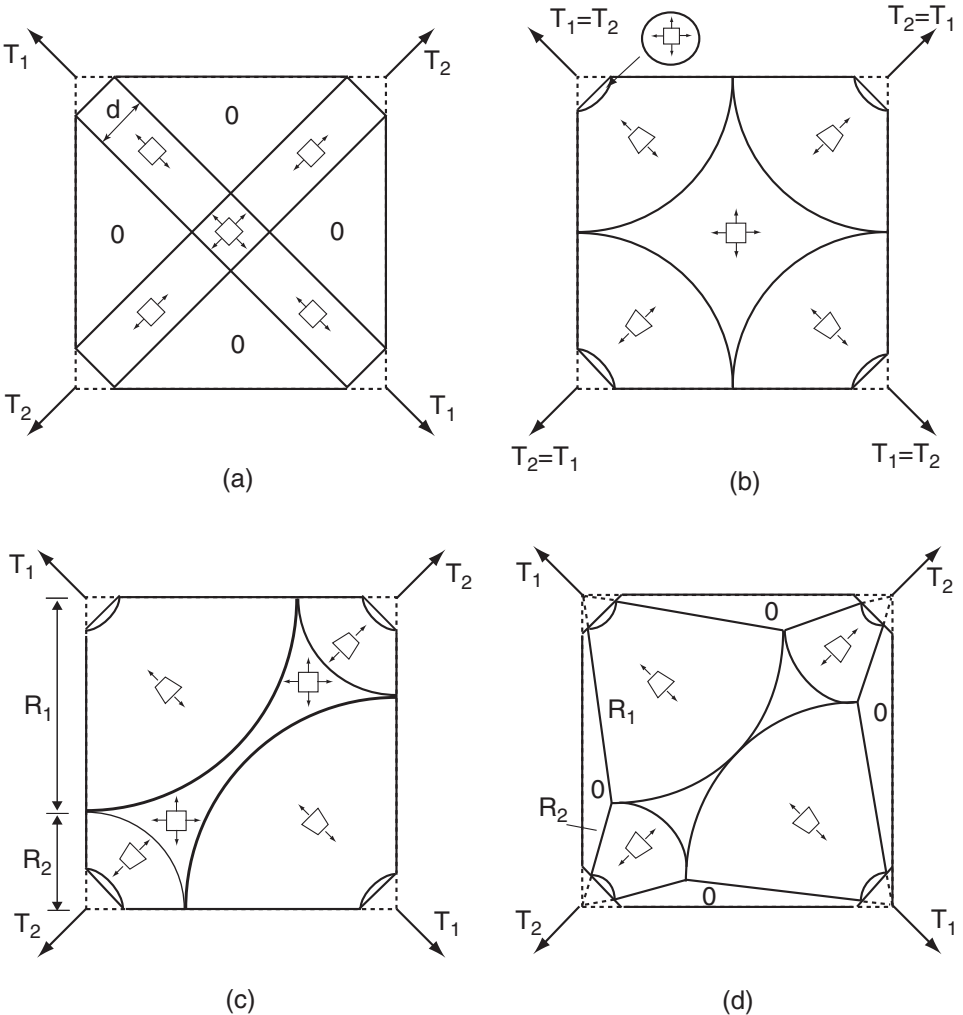 T₁
T₂
d
0
0
0
0
T₂
T₁
(a)
T₁=T₂
T₂=T₁
T₂=T₁
T₁=T₂
(b)
T₁
T₂
R₁
R₂
T₂
T₁
(c)
T₁
T₂
0
R₁
0
0
R₂
0
T₂
T₁
(d)